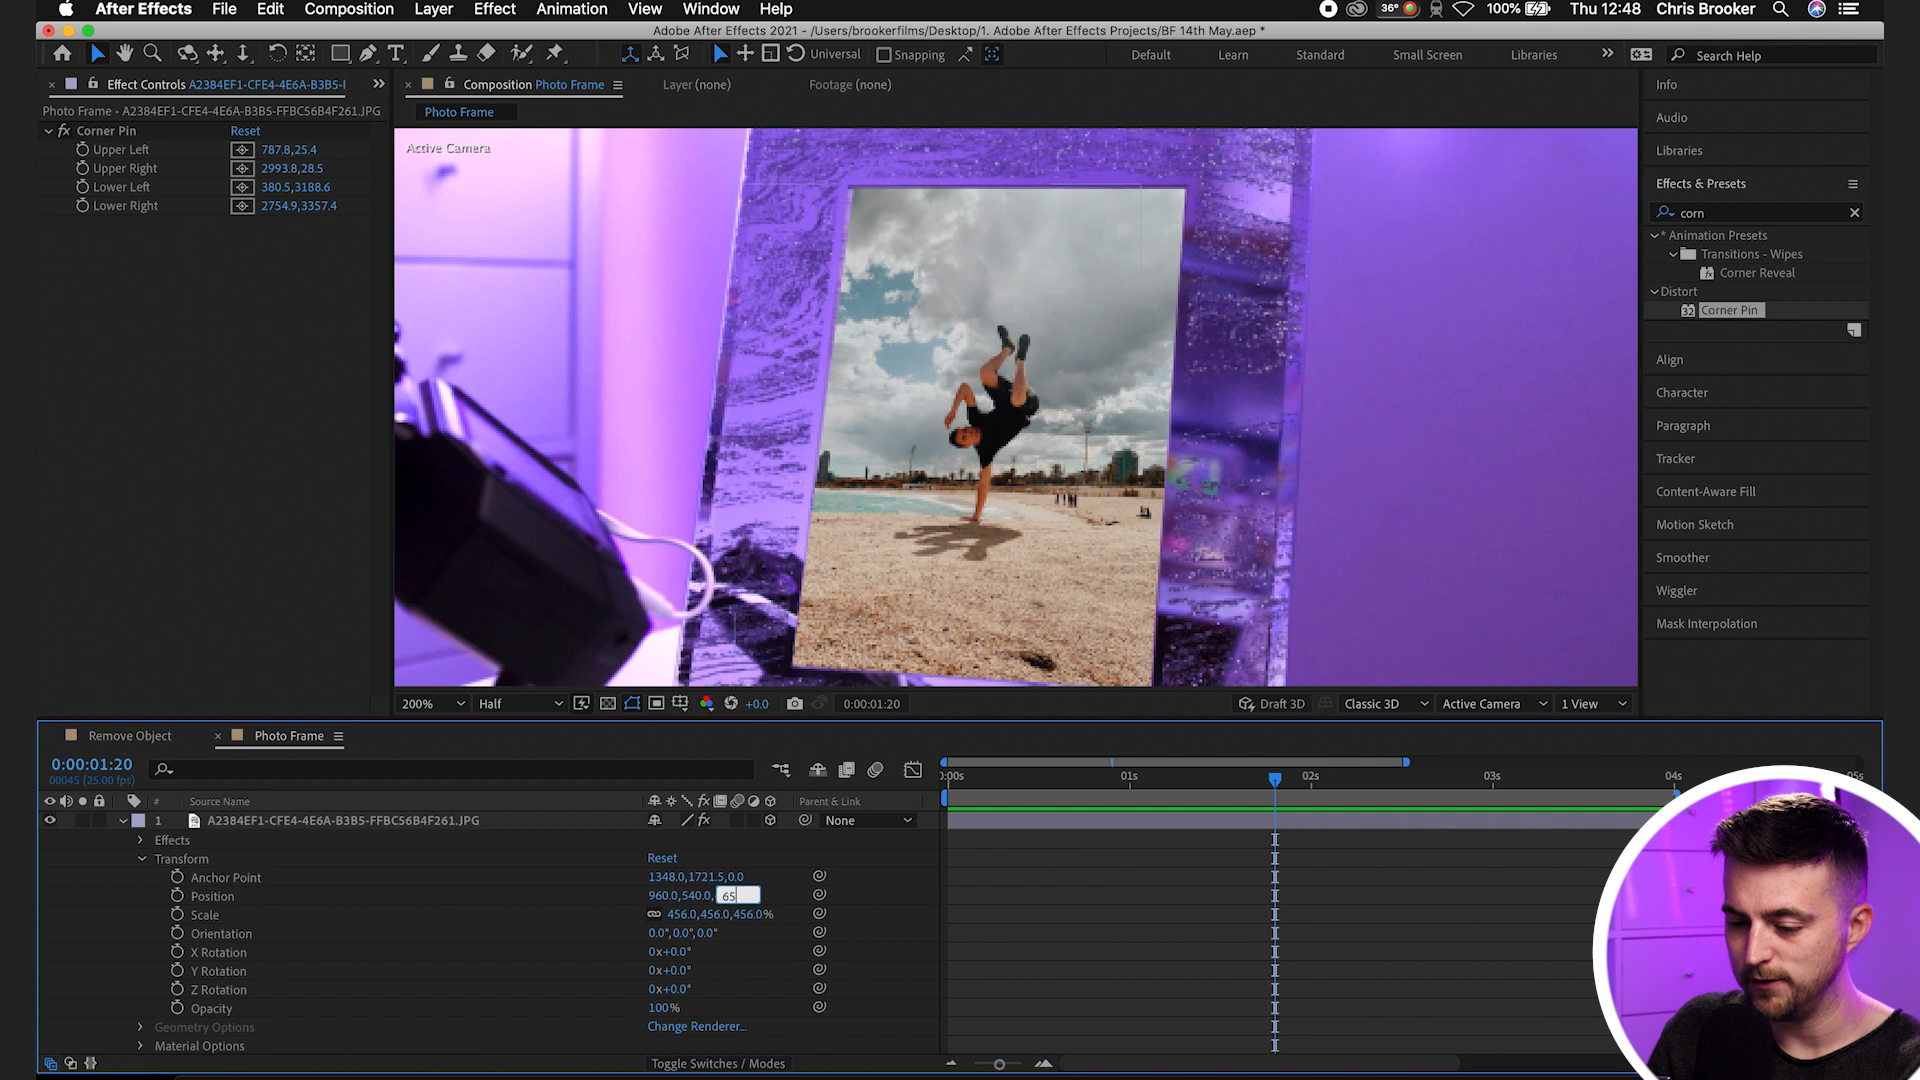 After Effects File Edit Composition Layer Effect Animation View Window Help 36° 100% Thu 12:48 Chris Brooker
Adobe After Effects 2021 - /Users/brookerfilms/Desktop/1. Adobe After Effects Projects/BF 14th May.aep *
Universal Snapping Default Learn Standard Small Screen Libraries Search Help
Effect Controls A2384EF1-CFE4-4E6A-B3B5-F Composition Photo Frame Layer (none) Footage (none) Info
Photo Frame • A2384EF1-CFE4-4E6A-B3B5-FFBC56B4F261.JPG Photo Frame
Audio
fx Corner Pin Reset
Active Camera
Upper Left 787.8,25.4
Libraries
Upper Right 2993.8,28.5
Lower Left 380.5,3188.6
Effects & Presets
Lower Right 2754.9,3357.4
corn
* Animation Presets
Transitions - Wipes
Corner Reveal
Distort
32 Corner Pin
Align
Character
Paragraph
Tracker
Content-Aware Fill
Motion Sketch
Smoother
Wiggler
Mask Interpolation
200% Half +0.0 0:00:01:20 Draft 3D Classic 3D Active Camera 1 View
Remove Object Photo Frame
0:00:01:20
00045 (25.00 fps)
:00s 01s 02s 03s 04s 05s
# Source Name fx Parent & Link
1 A2384EF1-CFE4-4E6A-B3B5-FFBC56B4F261.JPG fx None
Effects
Transform Reset
Anchor Point 1348.0,1721.5,0.0
Position 960.0,540.0, 65
Scale 456.0,456.0,456.0%
Orientation 0.0°,0.0°,0.0°
X Rotation 0x+0.0°
Y Rotation 0x+0.0°
Z Rotation 0x+0.0°
Opacity 100%
Geometry Options Change Renderer...
Material Options
Toggle Switches / Modes